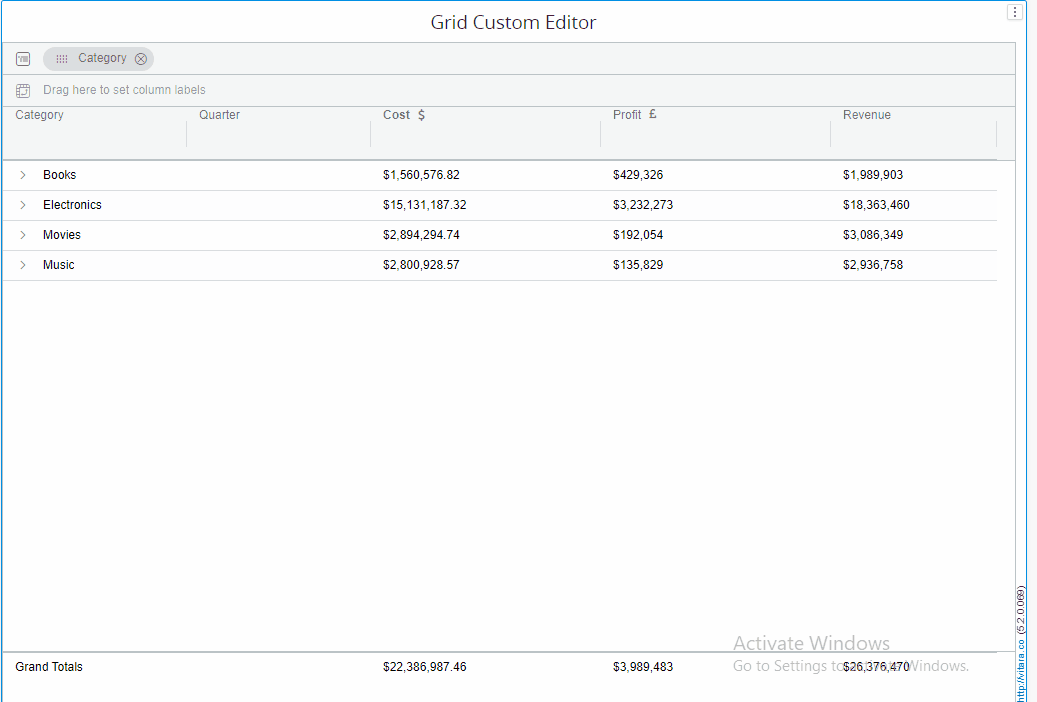 Grid Custom Editor
Category
Drag here to set column labels
Category Quarter Cost $ Profit £ Revenue
Books $1,560,576.82 $429,326 $1,989,903
Electronics $15,131,187.32 $3,232,273 $18,363,460
Movies $2,894,294.74 $192,054 $3,086,349
Music $2,800,928.57 $135,829 $2,936,758
Activate Windows
Go to Settings to activate Windows.
Grand Totals $22,386,987.46 $3,989,483 $26,376,470
http://vitara.co (5.2.0.069)